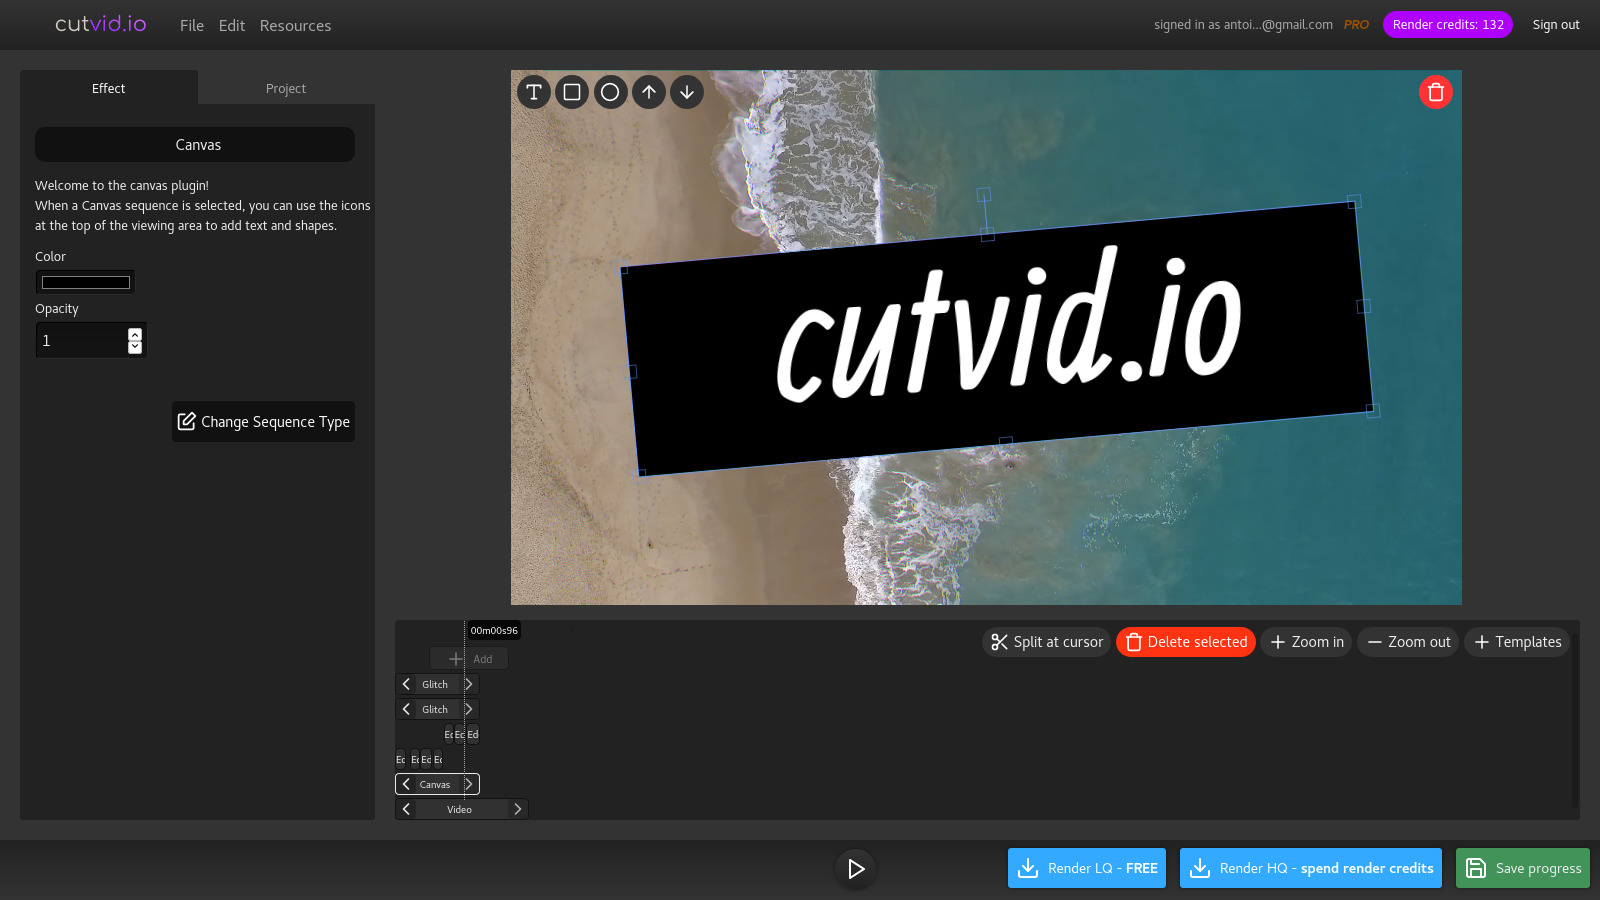 cutvid.io
File Edit Resources
signed in as antoi...@gmail.com PRO Render credits: 132 Sign out
Effect Project
Canvas
Welcome to the canvas plugin!
When a Canvas sequence is selected, you can use the icons
at the top of the viewing area to add text and shapes.
Color
Opacity
1
Change Sequence Type
cutvid.io
00m00s96
Split at cursor Delete selected Zoom in Zoom out Templates
Add
Glitch
Glitch
Ec Ec Ed
Ec Ec Ed Ec
Canvas
Video
Render LQ - FREE Render HQ - spend render credits Save progress